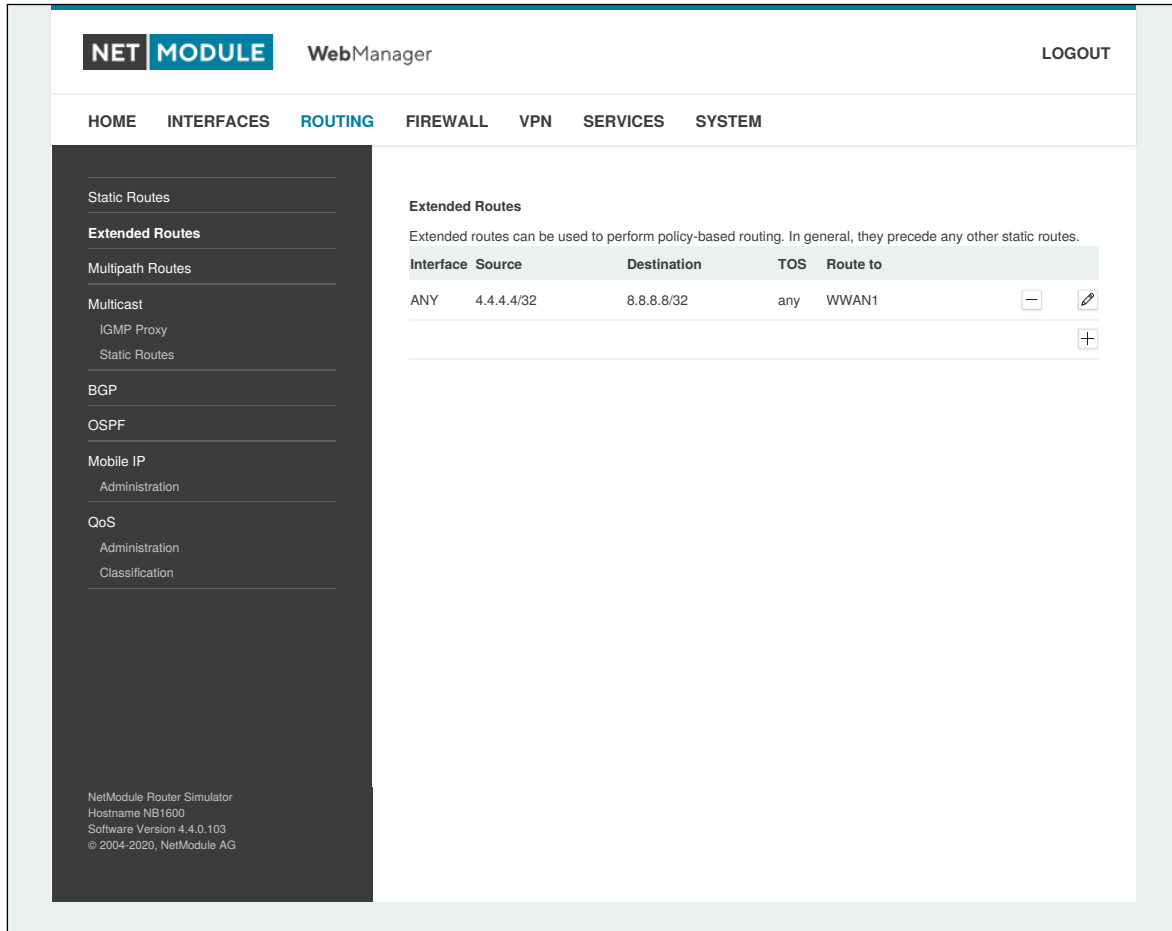 NET MODULE WebManager LOGOUT
HOME INTERFACES ROUTING FIREWALL VPN SERVICES SYSTEM
Static Routes
Extended Routes
Multipath Routes
Multicast
IGMP Proxy
Static Routes
BGP
OSPF
Mobile IP
Administration
QoS
Administration
Classification
NetModule Router Simulator
Hostname NB1600
Software Version 4.4.0.103
© 2004-2020, NetModule AG
Extended Routes
Extended routes can be used to perform policy-based routing. In general, they precede any other static routes.
Interface Source Destination TOS Route to
ANY 4.4.4.4/32 8.8.8.8/32 any WWAN1